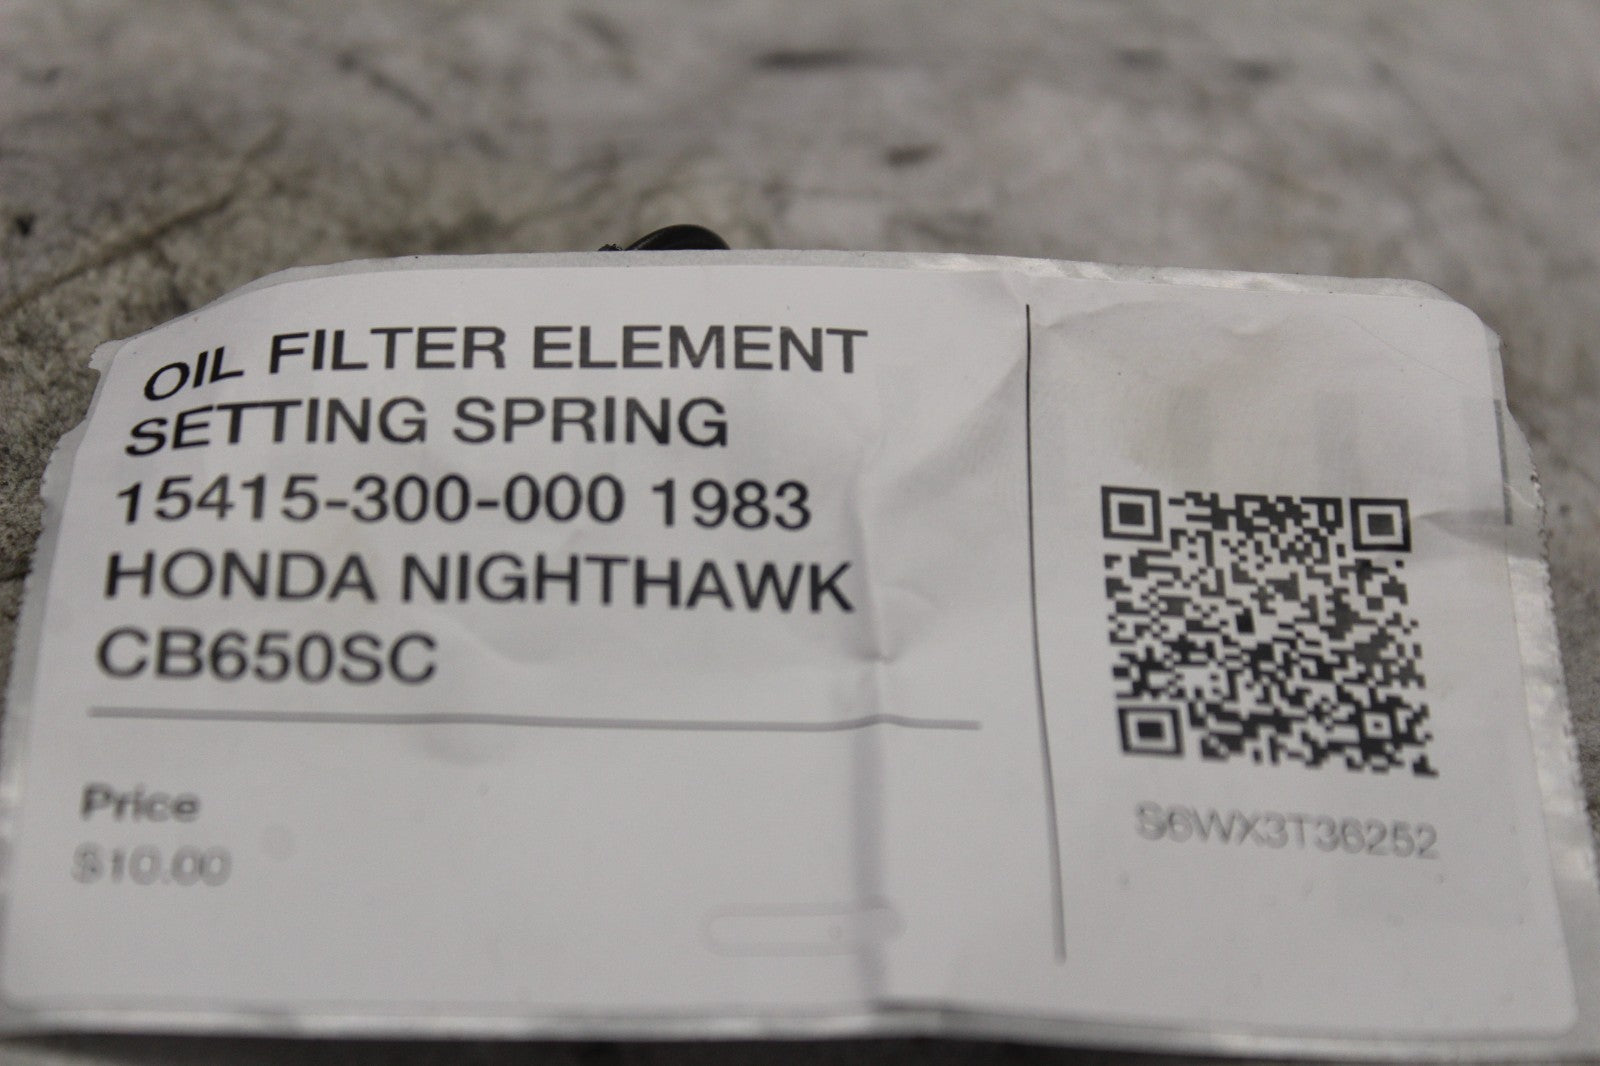 OIL FILTER ELEMENT
SETTING SPRING
15415-300-000 1983
HONDA NIGHTHAWK
CB650SC
Price
$10.00
S6WX3T36252